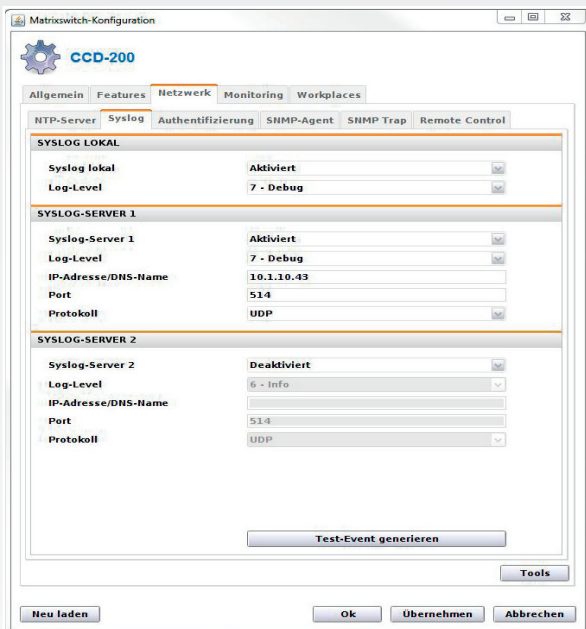 Matrixswitch-Konfiguration
CCD-200
Allgemein Features Netzwerk Monitoring Workplaces
NTP-Server Syslog Authentifizierung SNMP-Agent SNMP Trap Remote Control
SYSLOG LOKAL
Syslog lokal Aktiviert
Log-Level 7 - Debug
SYSLOG-SERVER 1
Syslog-Server 1 Aktiviert
Log-Level 7 - Debug
IP-Adresse/DNS-Name 10.1.10.43
Port 514
Protokoll UDP
SYSLOG-SERVER 2
Syslog-Server 2 Deaktiviert
Log-Level 6 - Info
IP-Adresse/DNS-Name
Port 514
Protokoll UDP
Test-Event generieren
Tools
Neu laden Ok Übernehmen Abbrechen